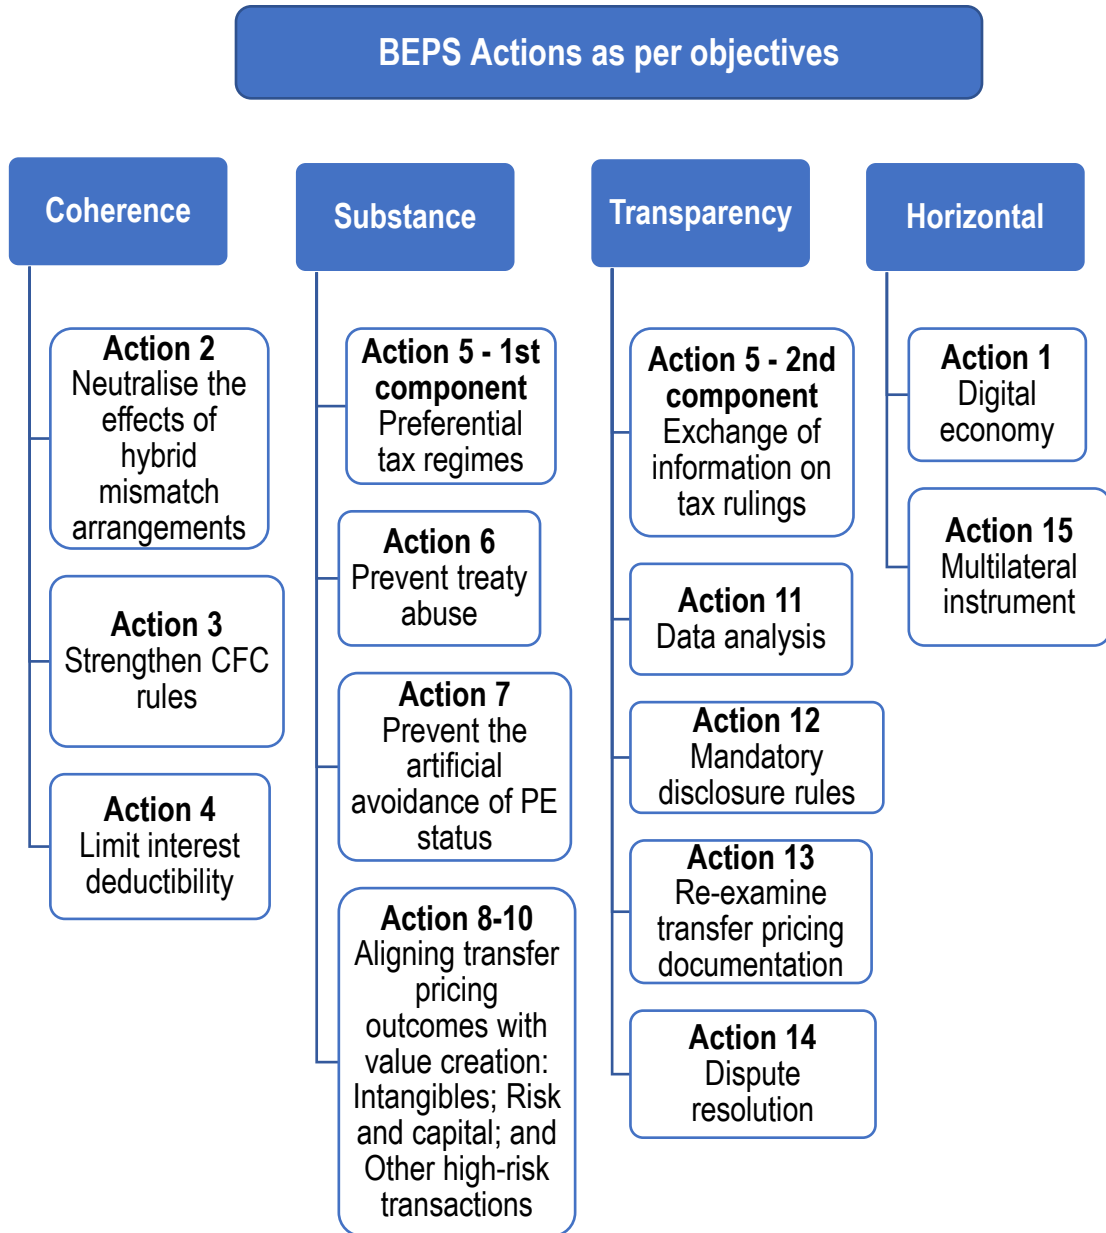 BEPS Actions as per objectives
Coherence
Action 2
Neutralise the
effects of
hybrid
mismatch
arrangements
Action 3
Strengthen CFC
rules
Action 4
Limit interest
deductibility
Substance
Action 5 - 1st
component
Preferential
tax regimes
Action 6
Prevent treaty
abuse
Action 7
Prevent the
artificial
avoidance of PE
status
Action 8-10
Aligning transfer
pricing
outcomes with
value creation:
Intangibles; Risk
and capital; and
Other high-risk
transactions
Transparency
Action 5 - 2nd
component
Exchange of
information on
tax rulings
Action 11
Data analysis
Action 12
Mandatory
disclosure rules
Action 13
Re-examine
transfer pricing
documentation
Action 14
Dispute
resolution
Horizontal
Action 1
Digital
economy
Action 15
Multilateral
instrument